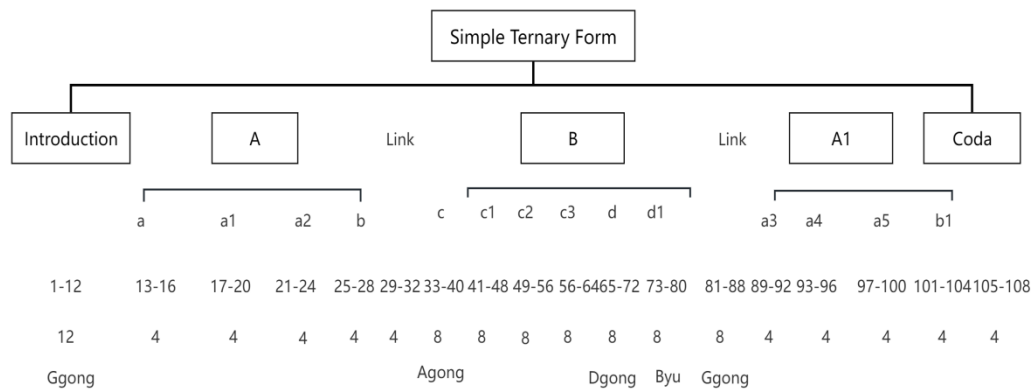 Simple Ternary Form
Introduction A Link B Link A1 Coda
a a1 a2 b c c1 c2 c3 d d1 a3 a4 a5 b1
1-12 13-16 17-20 21-24 25-28 29-32 33-40 41-48 49-56 56-6465-72 73-80 81-88 89-92 93-96 97-100 101-104105-108
12 4 4 4 4 4 8 8 8 8 8 8 8 4 4 4 4 4
Ggong Agong Dgong Byu Ggong